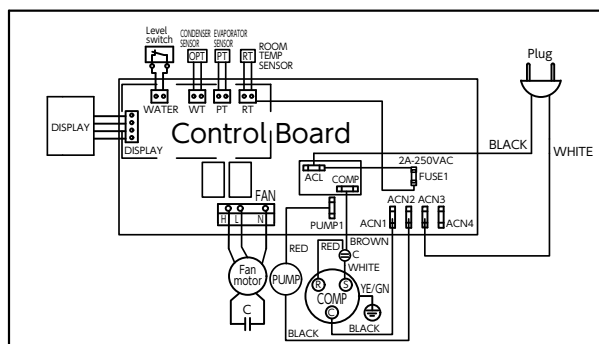 Level
switch
CONDENSER
SENSOR
EVAPORATOR
SENSOR
ROOM
TEMP
SENSOR
OPT
PT
RT
Plug
WATER
WT
PT
RT
DISPLAY
DISPLAY
Control Board
BLACK
WHITE
2A-250VAC
FUSE1
ACL
COMP
FAN
H
L
N
PUMP1
ACN1
ACN2
ACN3
ACN4
RED
RED
BROWN
C
WHITE
Fan
motor
PUMP
R
S
COMP
C
YE/GN
C
BLACK
BLACK